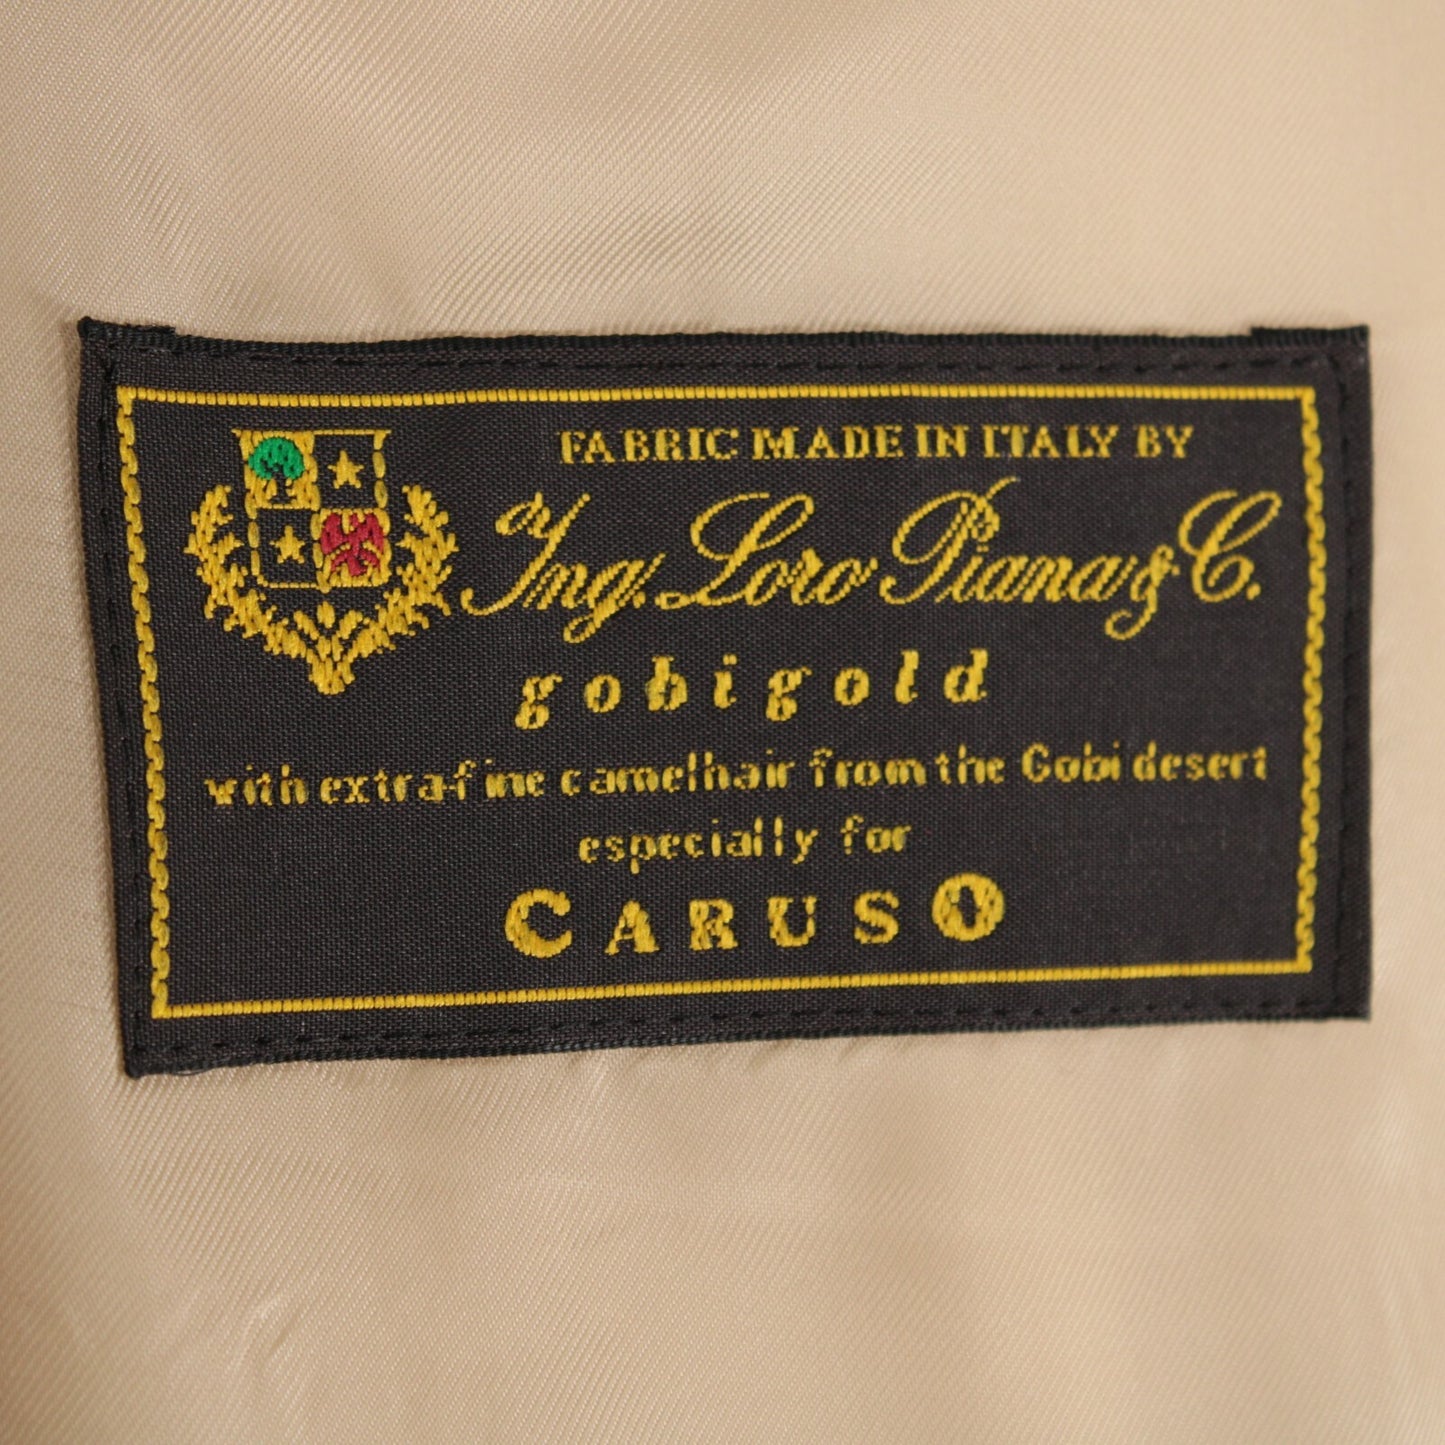 FABRIC MADE IN ITALY BY
Ing. Loro Piana & C.
gobigold
with extra-fine camelhair from the Gobi desert
especially for
CARUSO